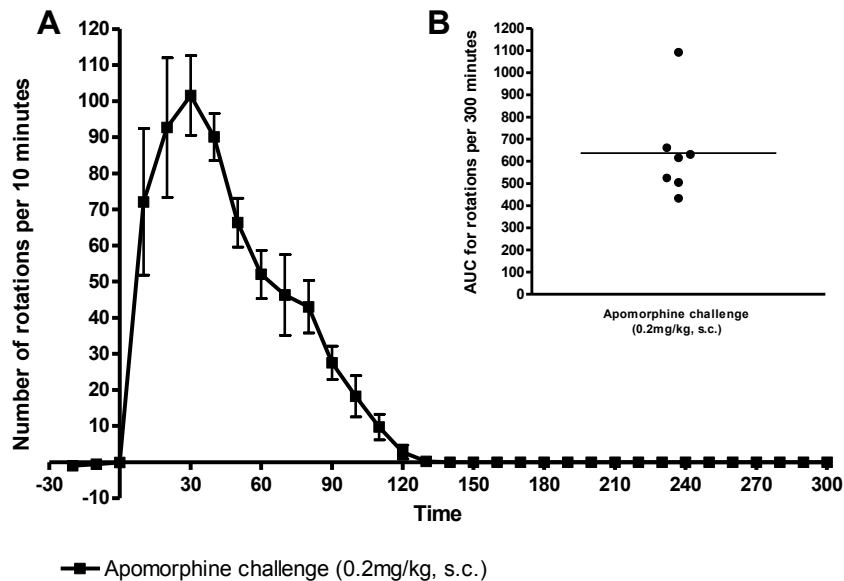 A
Number of rotations per 10 minutes
120
110
100
90
80
70
60
50
40
30
20
10
-10
-30 30 60 90 120 150 180 210 240 270 300
Time
B
AUC for rotations per 300 minutes
1200
1100
1000
900
800
700
600
500
400
300
200
100
0
Apomorphine challenge
(0.2mg/kg, s.c.)
Apomorphine challenge (0.2mg/kg, s.c.)